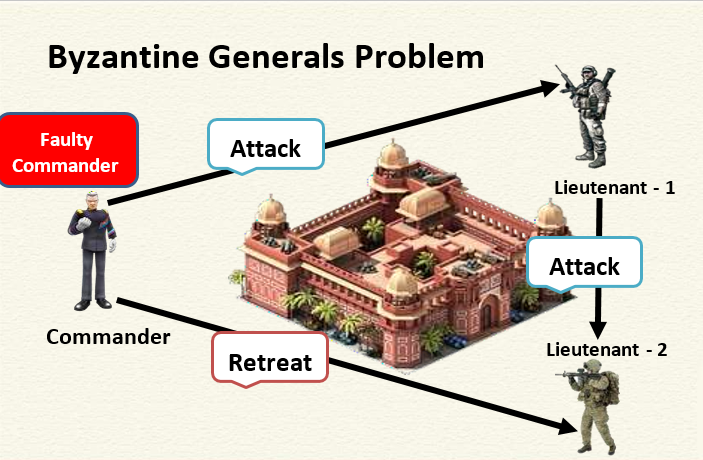 Byzantine Generals Problem
Faulty
Commander
Attack
Lieutenant - 1
Attack
Commander
Retreat
Lieutenant - 2